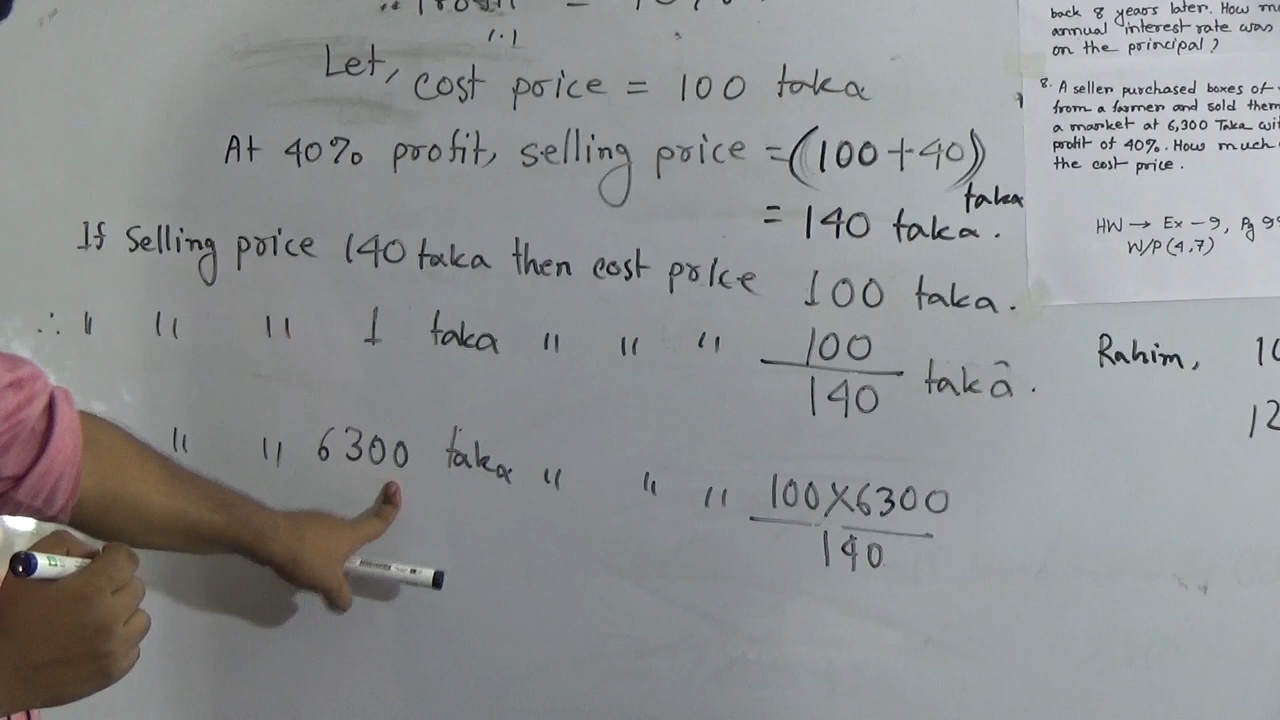 Let, cost price = 100 taka
At 40% profit, selling price = (100+40) taka
= 140 taka.
If Selling price 140 taka then cost price 100 taka.
∴ " " " 1 taka " " " 100/140 taka.
" " 6300 taka " " " 100×6300/140
back 8 years later. How
annual interest rate was
on the principal?
8. A seller purchased boxes of
from a farmer and sold them
a market at 6,300 Taka
profit of 40%. How much
the cost price.
HW → Ex-9, Pg
W/P (4,7)
Rahim,